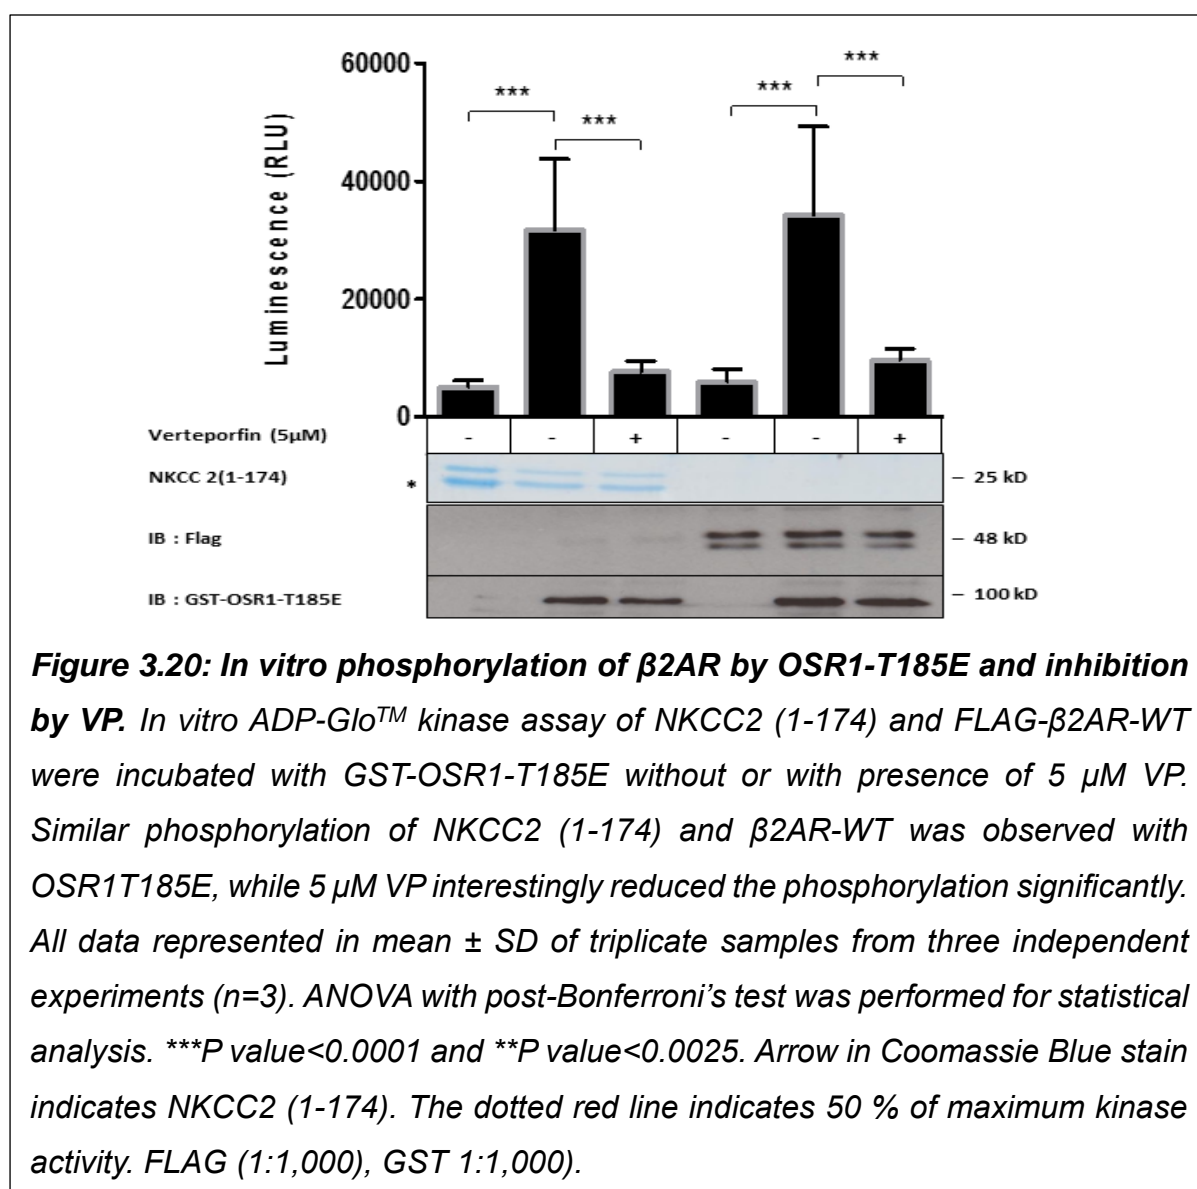 60000
***
***
***
***
40000
20000
0
Luminescence (RLU)
Verteporfin (5µM) - - + - - +
NKCC 2(1-174) * – 25 kD
IB : Flag – 48 kD
IB : GST-OSR1-T185E – 100 kD
Figure 3.20: In vitro phosphorylation of β2AR by OSR1-T185E and inhibition
by VP. In vitro ADP-Glo™ kinase assay of NKCC2 (1-174) and FLAG-β2AR-WT
were incubated with GST-OSR1-T185E without or with presence of 5 µM VP.
Similar phosphorylation of NKCC2 (1-174) and β2AR-WT was observed with
OSR1T185E, while 5 µM VP interestingly reduced the phosphorylation significantly.
All data represented in mean ± SD of triplicate samples from three independent
experiments (n=3). ANOVA with post-Bonferroni’s test was performed for statistical
analysis. ***P value<0.0001 and **P value<0.0025. Arrow in Coomassie Blue stain
indicates NKCC2 (1-174). The dotted red line indicates 50 % of maximum kinase
activity. FLAG (1:1,000), GST 1:1,000).